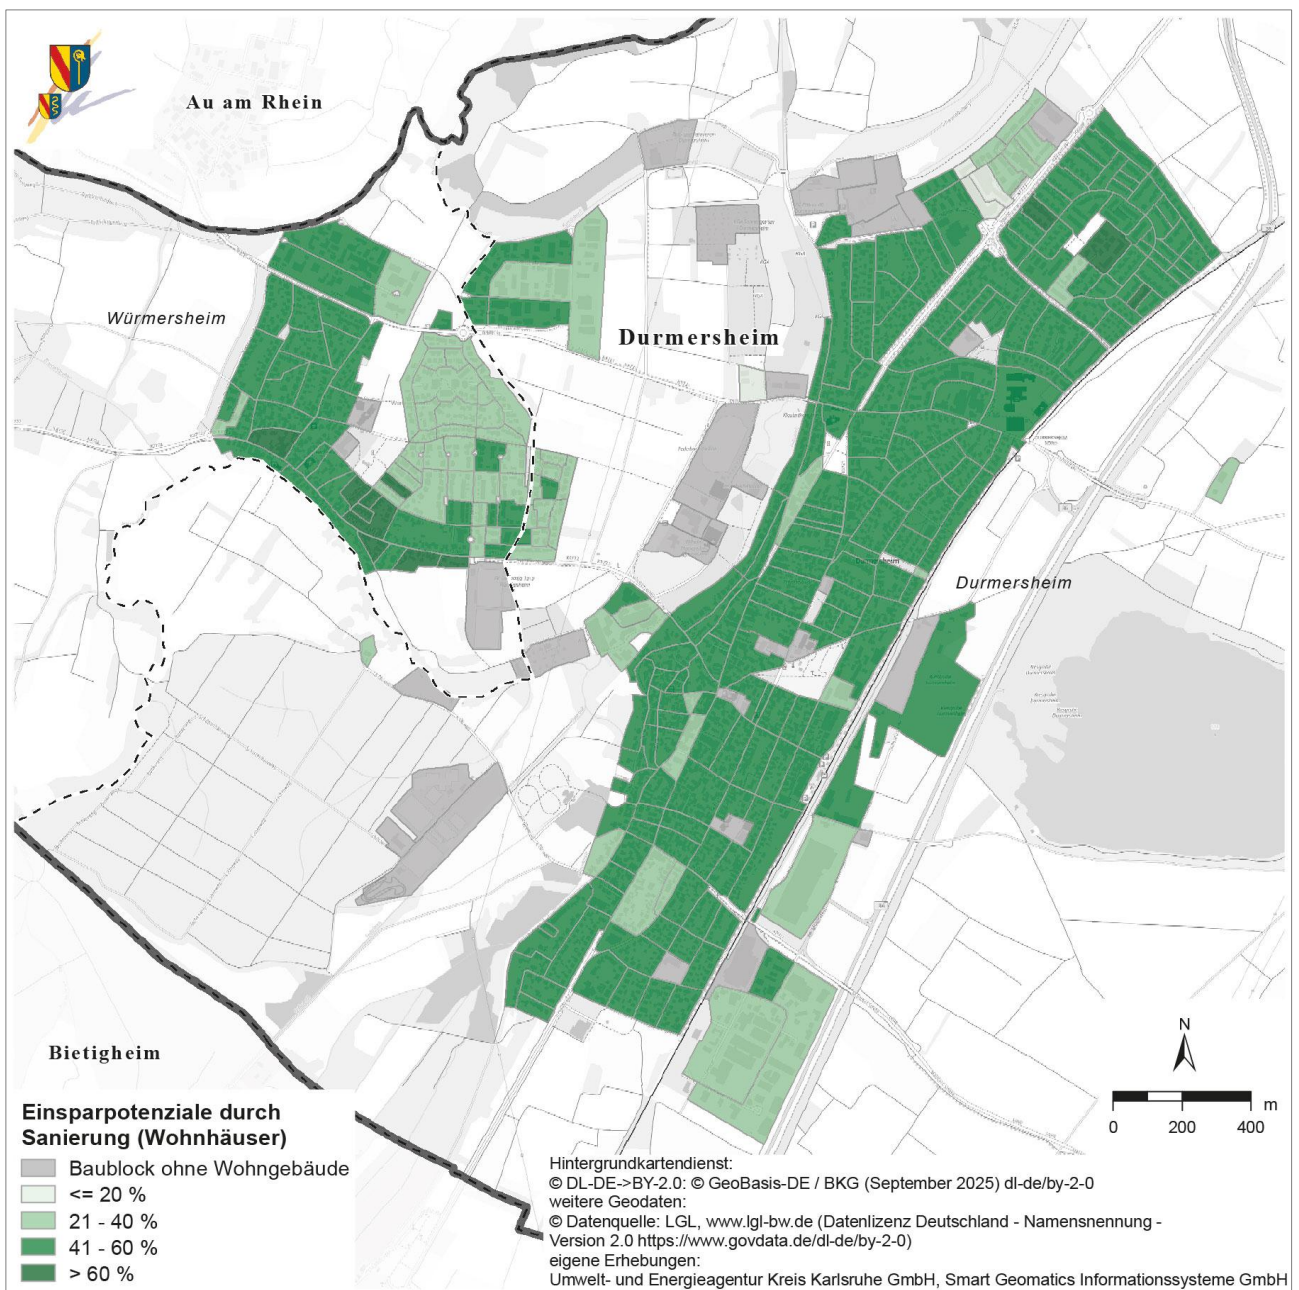 Au am Rhein
Würmersheim
Durmersheim
Durmersheim
Durmersheim
Bietigheim
N
m
0 200 400
Einsparpotenziale durch
Sanierung (Wohnhäuser)
Baublock ohne Wohngebäude
<= 20 %
21 - 40 %
41 - 60 %
> 60 %
Hintergrundkartendienst:
© DL-DE->BY-2.0: © GeoBasis-DE / BKG (September 2025) dl-de/by-2-0
weitere Geodaten:
© Datenquelle: LGL, www.lgl-bw.de (Datenlizenz Deutschland - Namensnennung -
Version 2.0 https://www.govdata.de/dl-de/by-2-0)
eigene Erhebungen:
Umwelt- und Energieagentur Kreis Karlsruhe GmbH, Smart Geomatics Informationssysteme GmbH